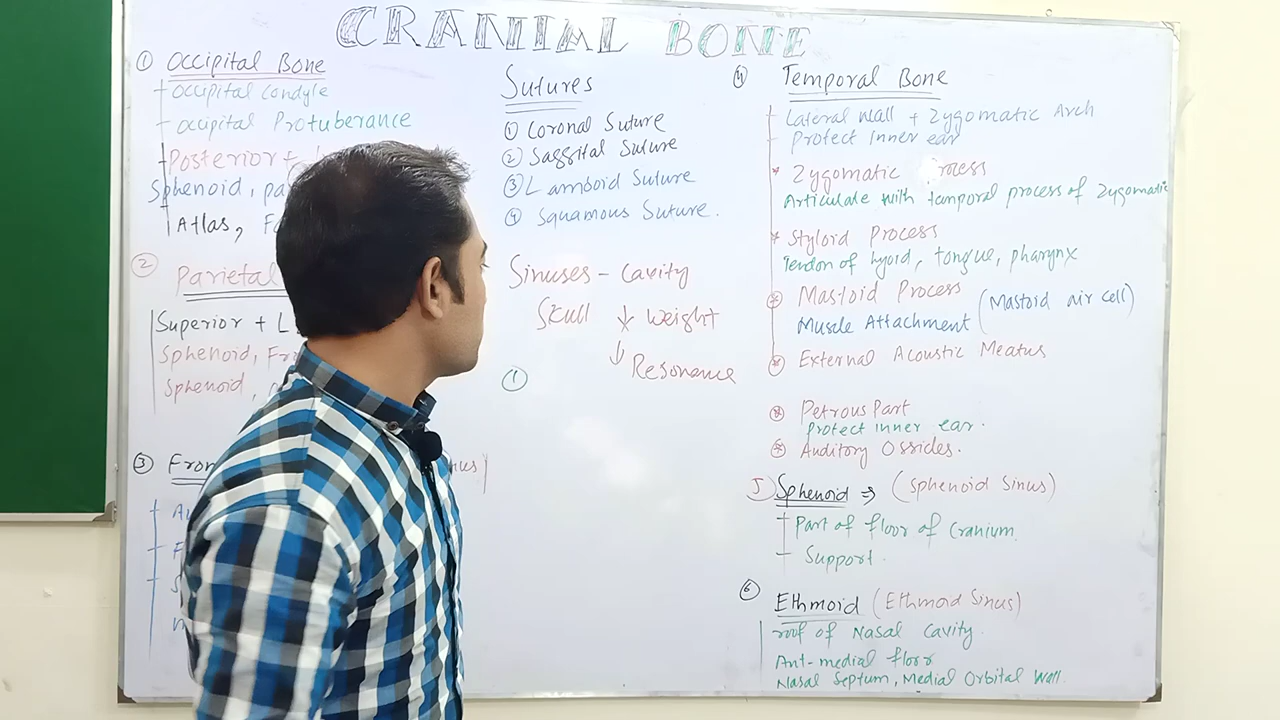 CRANIAL BONE
① Occipital Bone
Occipital Condyle
Occipital Protuberance
Posterior +
Sphenoid,
Atlas,
② Parietal
Superior +
Sphenoid,
Sphenoid,
③
Sutures
① Coronal Suture
② Saggital Suture
③ Lamboid Suture
④ Squamous Suture.
Sinuses - Cavity
Skull ↓ Weight
↓ Resonance
①
④ Temporal Bone
Lateral Wall + Zygomatic Arch
Protect Inner ear
* Zygomatic Process
Articulate with temporal process of Zygomatic
* Styloid Process
Tendon of hyoid, tongue, pharynx
* Mastoid Process (Mastoid air cell)
Muscle Attachment
* External Acoustic Meatus
* Petrous Part
Protect inner ear.
* Auditory Ossicles.
5) Sphenoid ⇒ (Sphenoid Sinus)
Part of floor of Cranium
Support.
⑥ Ethmoid (Ethmoid Sinus)
roof of Nasal Cavity.
Ant-medial floor
Nasal Septum, Medial Orbital Wall.